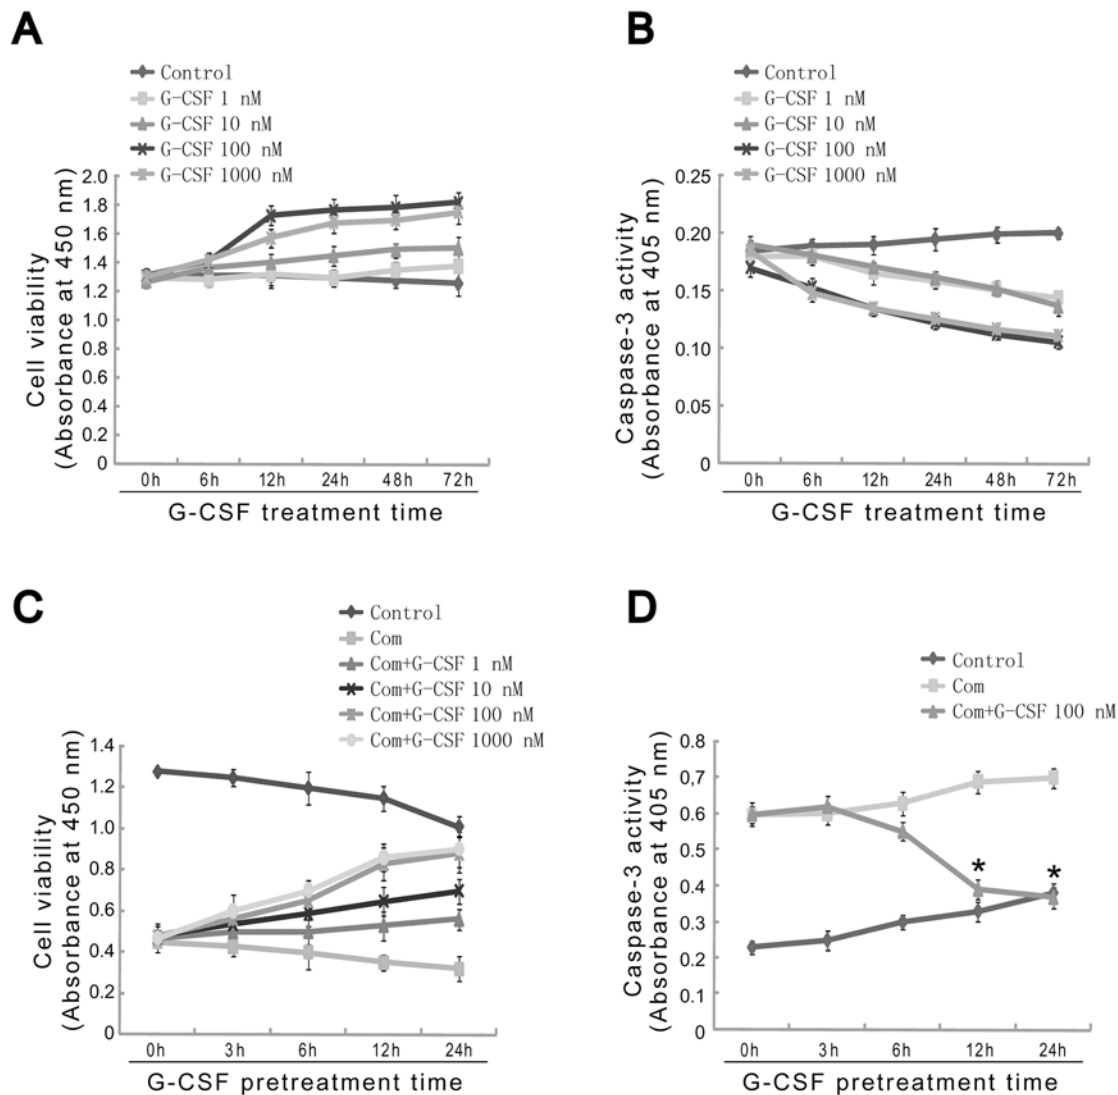 A
Control
G-CSF 1 nM
G-CSF 10 nM
G-CSF 100 nM
G-CSF 1000 nM
Cell viability
(Absorbance at 450 nm)
2.0
1.8
1.6
1.4
1.2
1.0
0.8
0.6
0.4
0.2
0
0h 6h 12h 24h 48h 72h
G-CSF treatment time
B
Control
G-CSF 1 nM
G-CSF 10 nM
G-CSF 100 nM
G-CSF 1000 nM
Caspase-3 activity
(Absorbance at 405 nm)
0.25
0.20
0.15
0.10
0.05
0
0h 6h 12h 24h 48h 72h
G-CSF treatment time
C
Control
Com
Com+G-CSF 1 nM
Com+G-CSF 10 nM
Com+G-CSF 100 nM
Com+G-CSF 1000 nM
Cell viability
(Absorbance at 450 nm)
1.4
1.2
1.0
0.8
0.6
0.4
0.2
0
0h 3h 6h 12h 24h
G-CSF pretreatment time
D
Control
Com
Com+G-CSF 100 nM
Caspase-3 activity
(Absorbance at 405 nm)
0.8
0,7
0.6
0.5
0.4
0.3
0.2
0.1
0
* *
0h 3h 6h 12h 24h
G-CSF pretreatment time